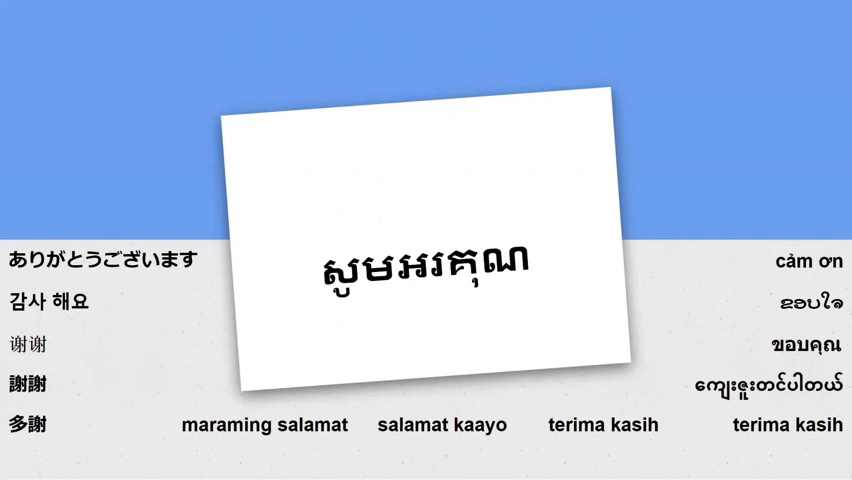 សូមអរគុណ
ありがとうございます
cảm ơn
감사 해요
ຂອບໃຈ
谢谢
ขอบคุณ
謝謝
ကျေးဇူးတင်ပါတယ်
多謝
maraming salamat
salamat kaayo
terima kasih
terima kasih